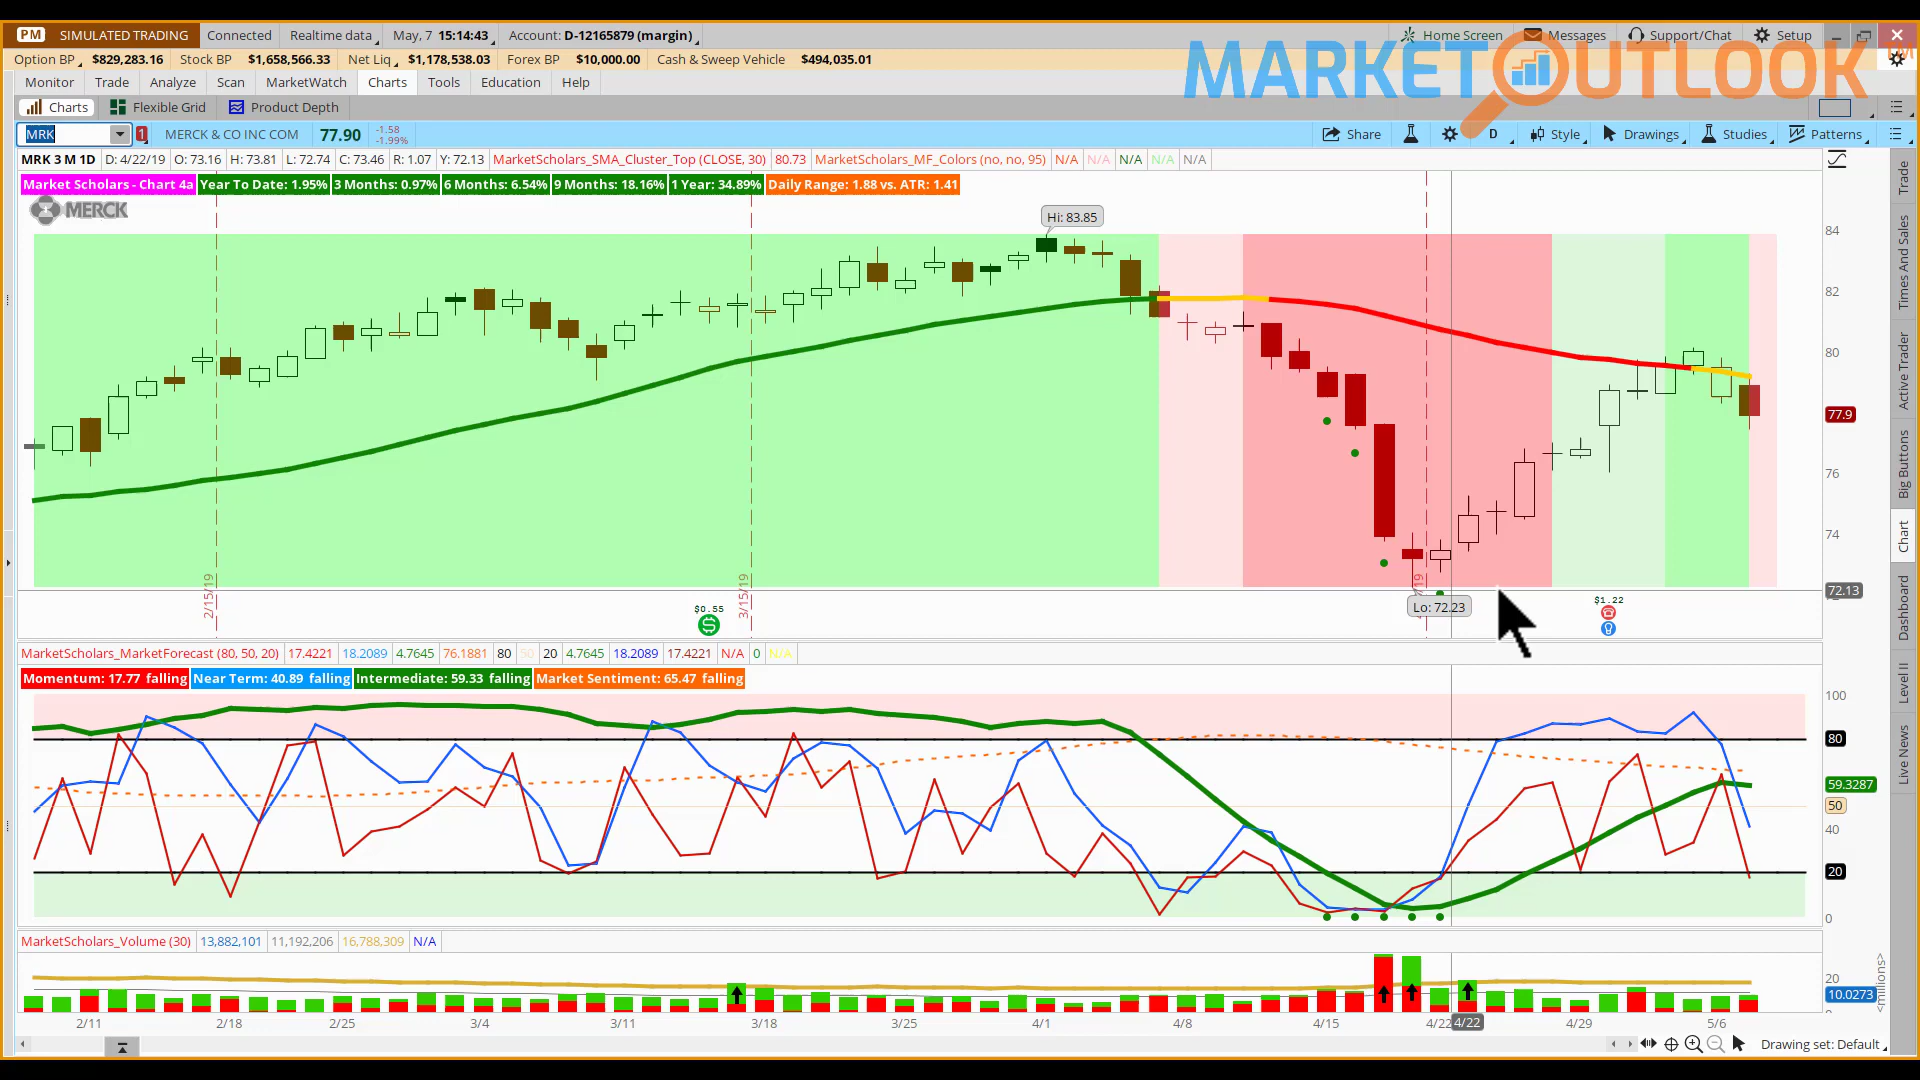 PM SIMULATED TRADING Connected Realtime data May, 7 15:14:43 Account: D-12165879 (margin) Home Screen Messages Support/Chat Setup
MARKETOUTLOOK
Option BP $829,283.16 Stock BP $1,658,566.33 Net Liq $1,178,538.03 Forex BP $10,000.00 Cash & Sweep Vehicle $494,035.01
Monitor Trade Analyze Scan MarketWatch Charts Tools Education Help
Charts Flexible Grid Product Depth
MRK 1 MERCK & CO INC COM 77.90 -1.58 -1.99% Share D Style Drawings Studies Patterns
MRK 3 M 1D D: 4/22/19 O: 73.16 H: 73.81 L: 72.74 C: 73.46 R: 1.07 Y: 72.13 MarketScholars_SMA_Cluster_Top (CLOSE, 30) 80.73 MarketScholars_MF_Colors (no, no, 95) N/A N/A N/A N/A N/A
Market Scholars - Chart 4a Year To Date: 1.95% 3 Months: 0.97% 6 Months: 6.54% 9 Months: 18.16% 1 Year: 34.89% Daily Range: 1.88 vs. ATR: 1.41
MERCK
Hi: 83.85
84
82
80
77.9
76
74
72.13
Lo: 72.23
2/15/19
3/15/19
$0.55
$1.22
Trade
Times And Sales
Active Trader
Big Buttons
Chart
Dashboard
Level II
Live News
MarketScholars_MarketForecast (80, 50, 20) 17.4221 18.2089 4.7645 76.1881 80 50 20 4.7645 18.2089 17.4221 N/A 0 N/A
Momentum: 17.77 falling Near Term: 40.89 falling Intermediate: 59.33 falling Market Sentiment: 65.47 falling
100
80
59.3287
50
40
20
0
MarketScholars_Volume (30) 13,882,101 11,192,206 16,788,309 N/A
20
10.0273
<millions>
2/11 2/18 2/25 3/4 3/11 3/18 3/25 4/1 4/8 4/15 4/22 4/22 4/29 5/6
Drawing set: Default